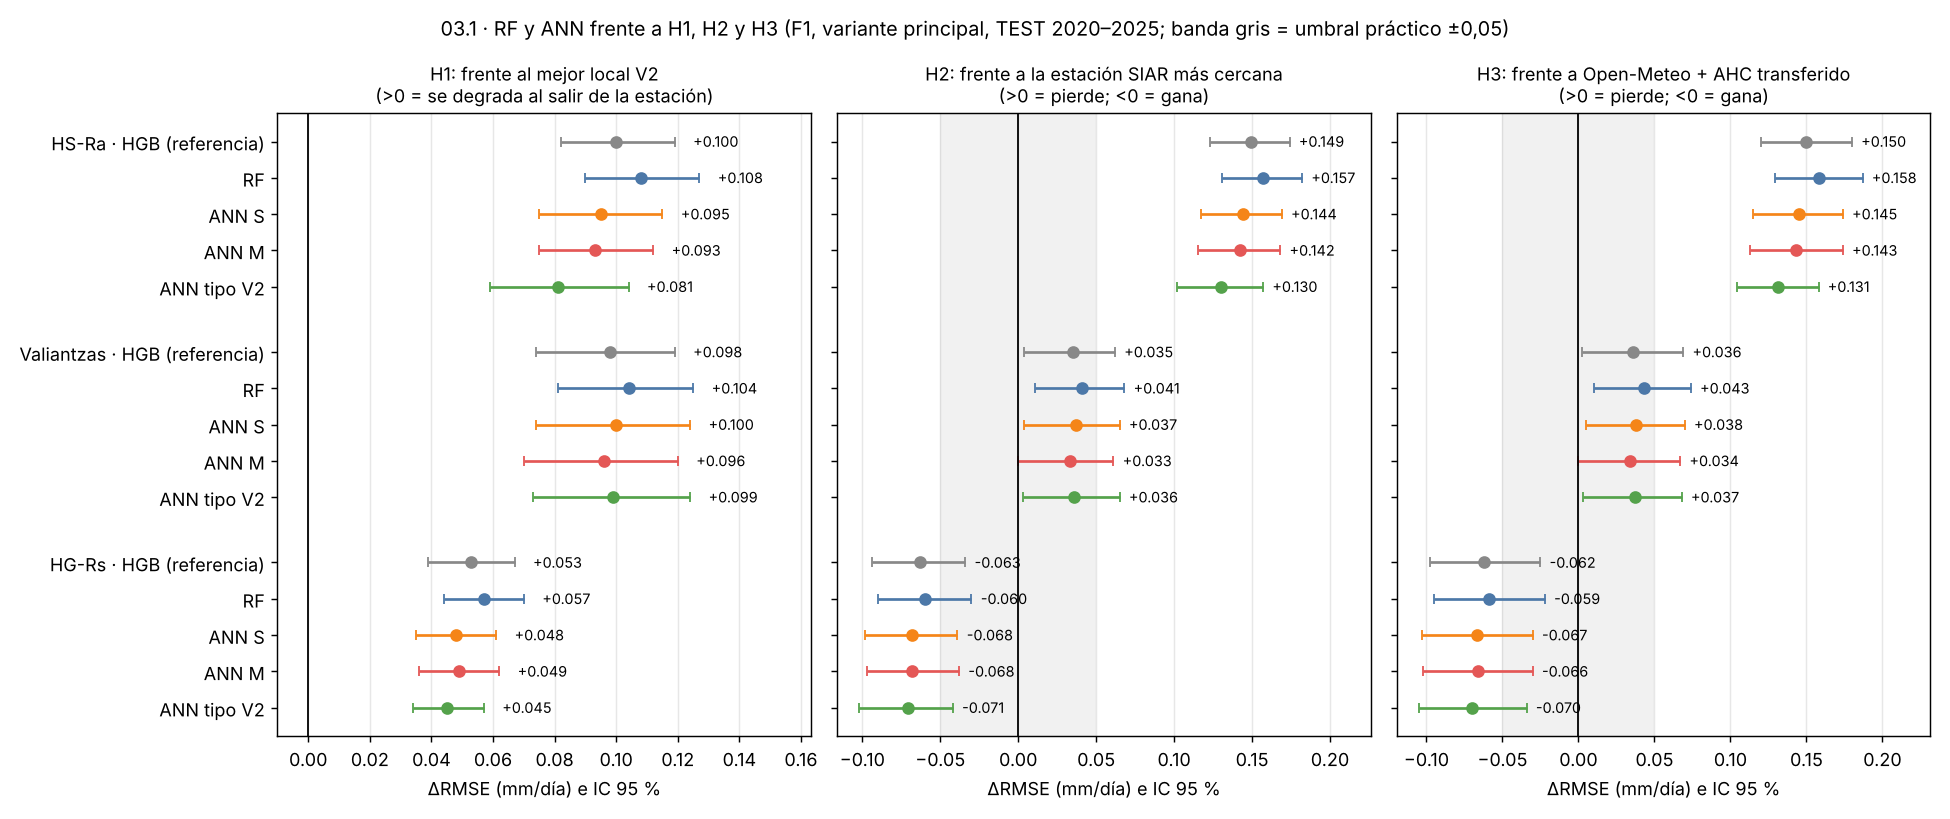 03.1 · RF y ANN frente a H1, H2 y H3 (F1, variante principal, TEST 2020–2025; banda gris = umbral práctico ±0,05)
H1: frente al mejor local V2
(>0 = se degrada al salir de la estación)
H2: frente a la estación SIAR más cercana
(>0 = pierde; <0 = gana)
H3: frente a Open-Meteo + AHC transferido
(>0 = pierde; <0 = gana)
HS-Ra · HGB (referencia) +0.100 +0.149 +0.150
RF +0.108 +0.157 +0.158
ANN S +0.095 +0.144 +0.145
ANN M +0.093 +0.142 +0.143
ANN tipo V2 +0.081 +0.130 +0.131
Valiantzas · HGB (referencia) +0.098 +0.035 +0.036
RF +0.104 +0.041 +0.043
ANN S +0.100 +0.037 +0.038
ANN M +0.096 +0.033 +0.034
ANN tipo V2 +0.099 +0.036 +0.037
HG-Rs · HGB (referencia) +0.053 -0.063 -0.062
RF +0.057 -0.060 -0.059
ANN S +0.048 -0.068 -0.067
ANN M +0.049 -0.068 -0.066
ANN tipo V2 +0.045 -0.071 -0.070
0.00 0.02 0.04 0.06 0.08 0.10 0.12 0.14 0.16
−0.10 −0.05 0.00 0.05 0.10 0.15 0.20
−0.10 −0.05 0.00 0.05 0.10 0.15 0.20
ΔRMSE (mm/día) e IC 95 %
ΔRMSE (mm/día) e IC 95 %
ΔRMSE (mm/día) e IC 95 %